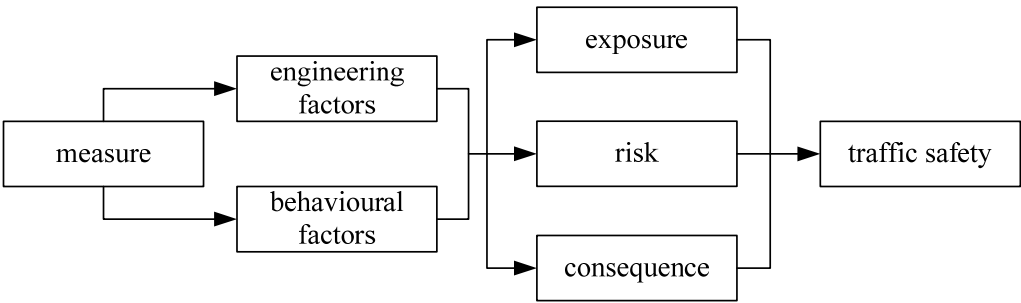 measure
engineering
factors
behavioural
factors
exposure
risk
consequence
traffic safety